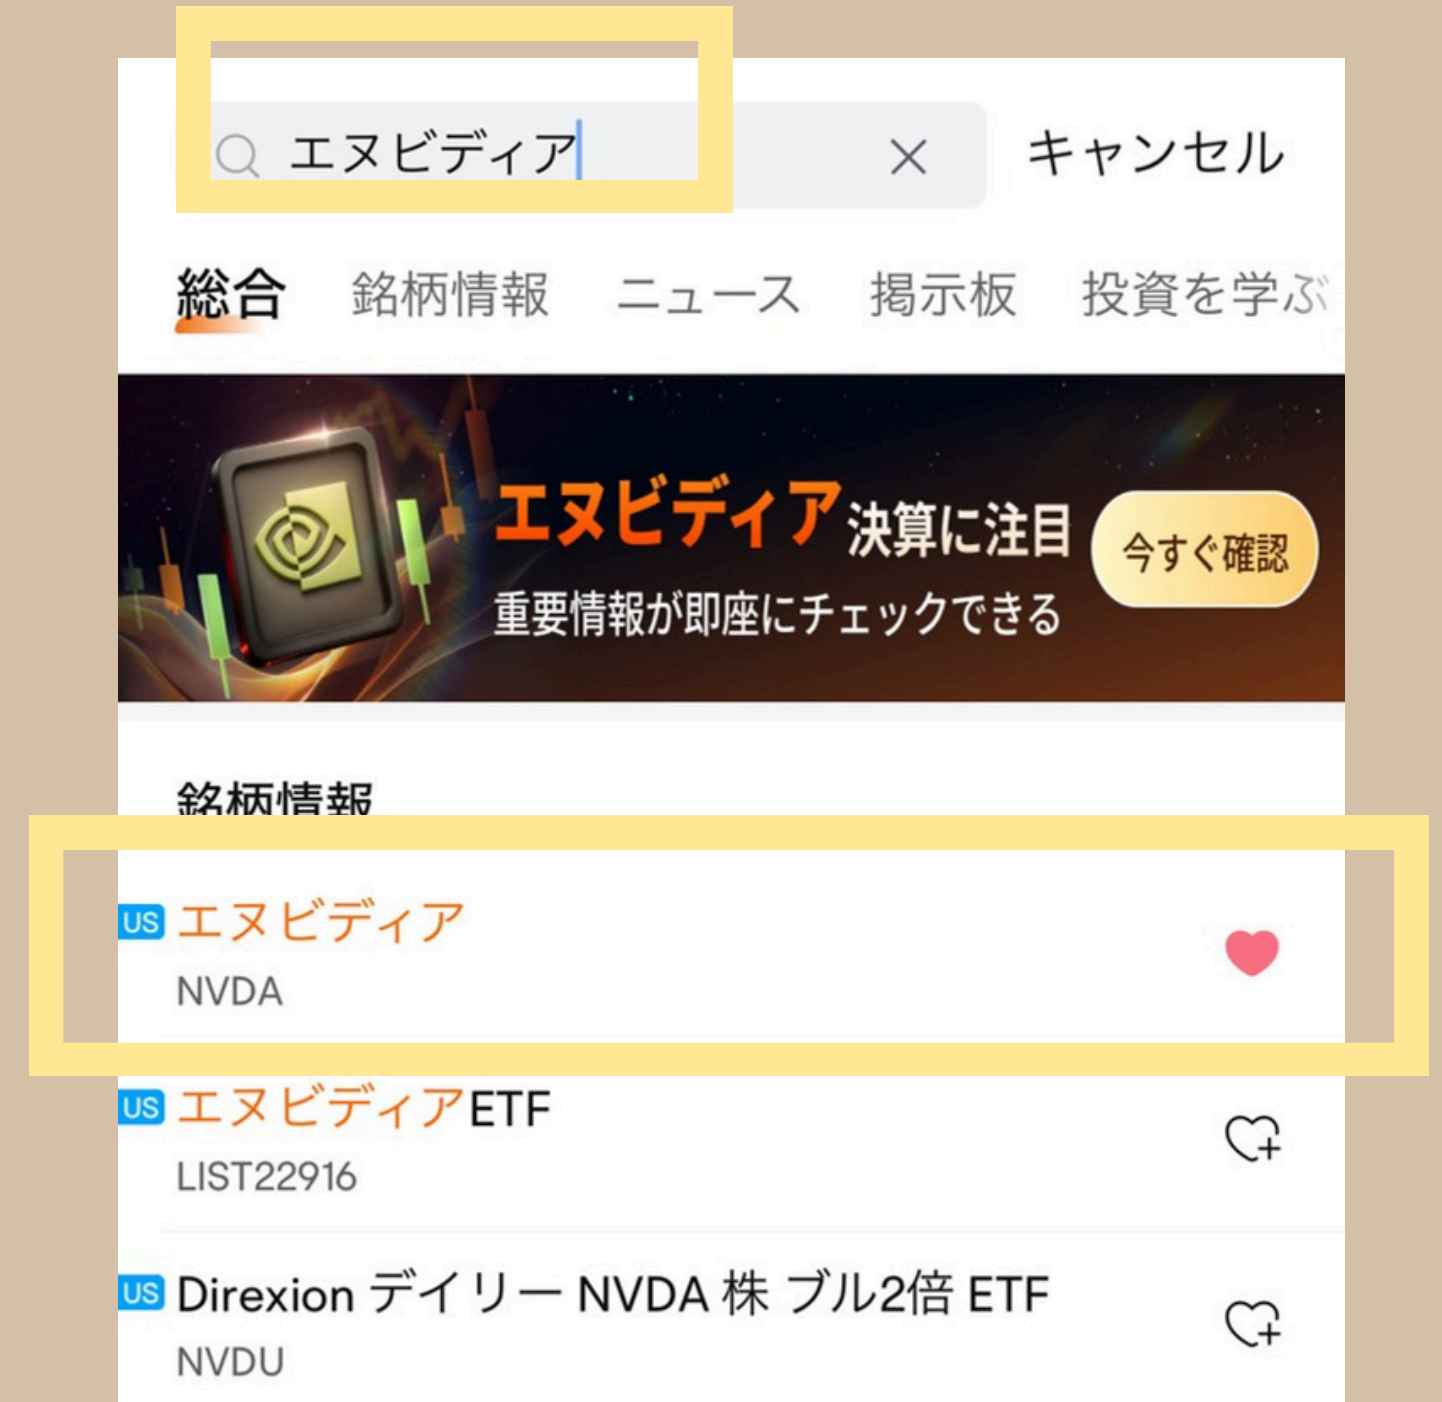 エヌビディア キャンセル
総合 銘柄情報 ニュース 掲示板 投資を学ぶ
エヌビディア決算に注目
重要情報が即座にチェックできる
今すぐ確認
銘柄情報
US エヌビディア
NVDA
US エヌビディアETF
LIST22916
US Direxion デイリー NVDA 株 ブル2倍 ETF
NVDU